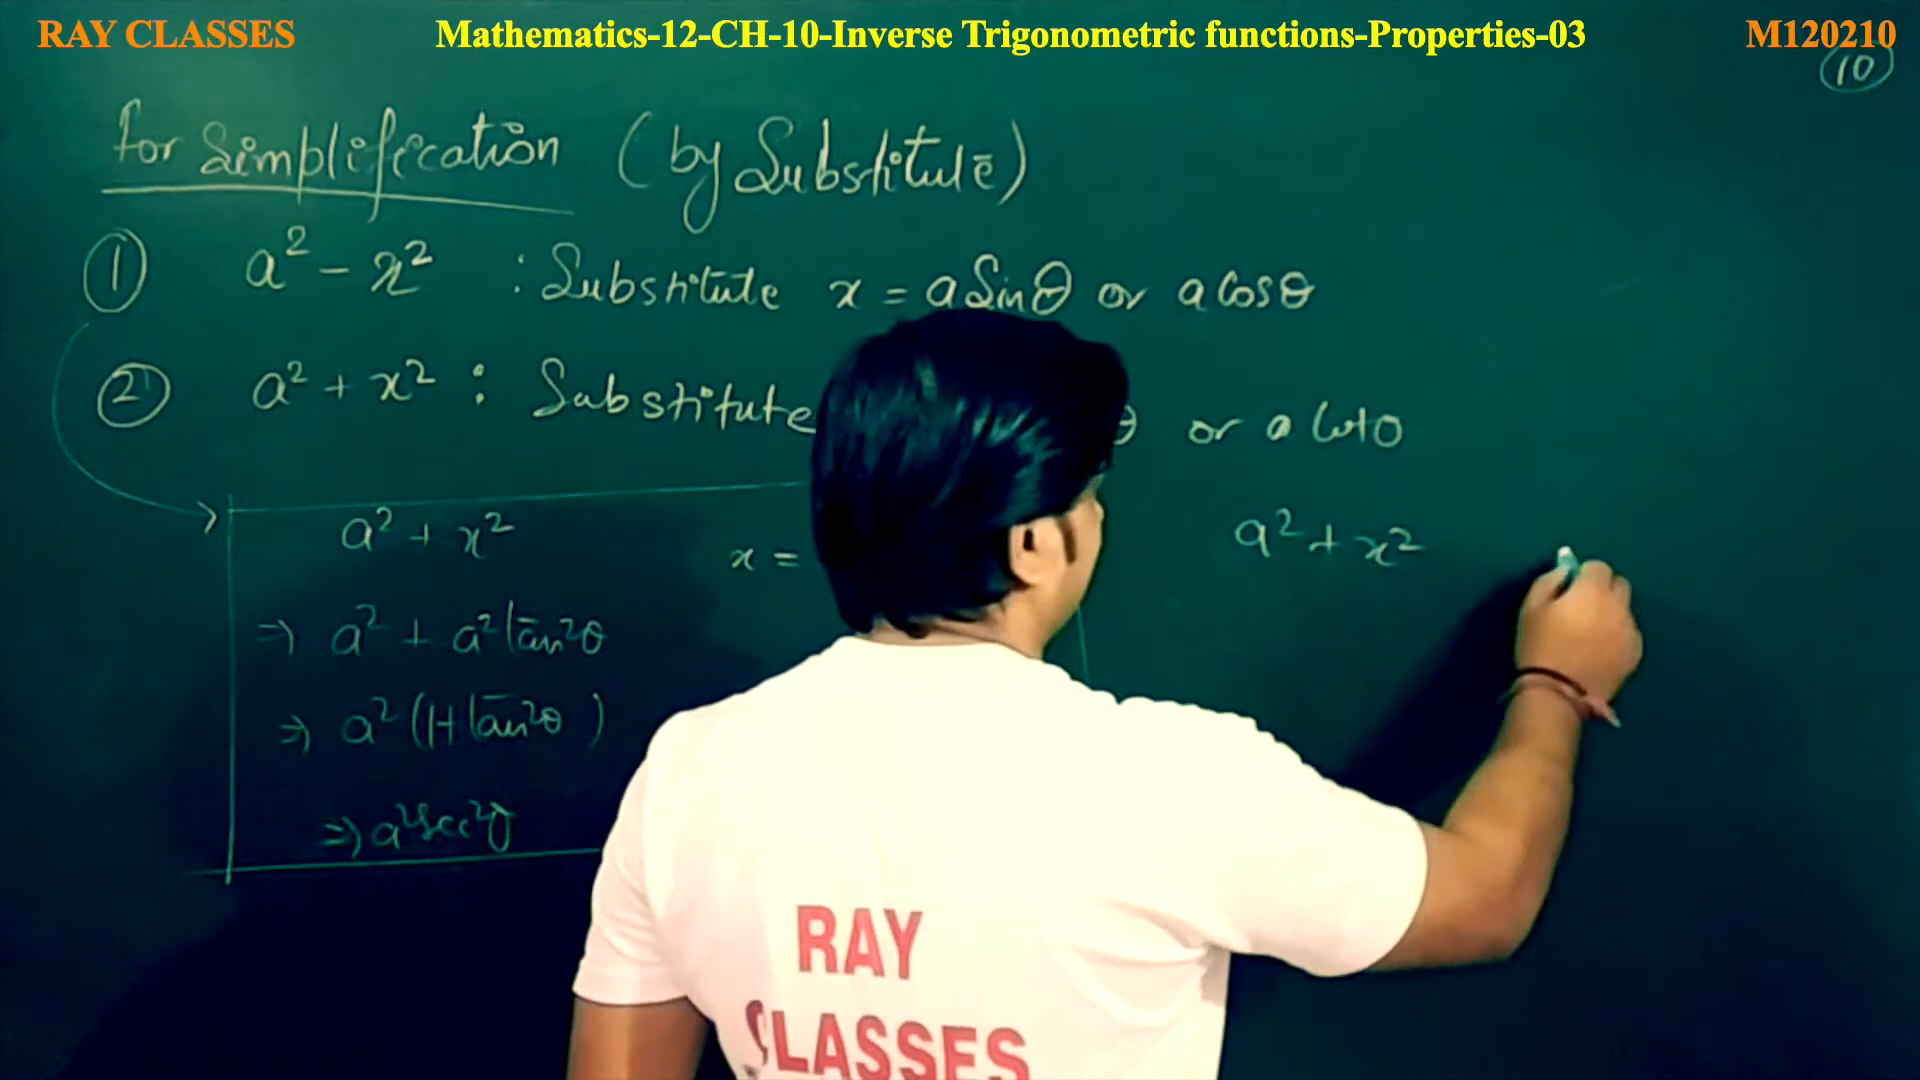 RAY CLASSES Mathematics-12-CH-10-Inverse Trigonometric functions-Properties-03 M120210
10
for Simplification (by Substitute)
① a² - x² : Substitute x = a Sinθ or a Cosθ
② a² + x² : Substitute θ or a Cotθ
a² + x² x = a² + x²
⇒ a² + a² tan²θ
⇒ a² (1+tan²θ)
⇒ a² sec²θ
RAY
CLASSES